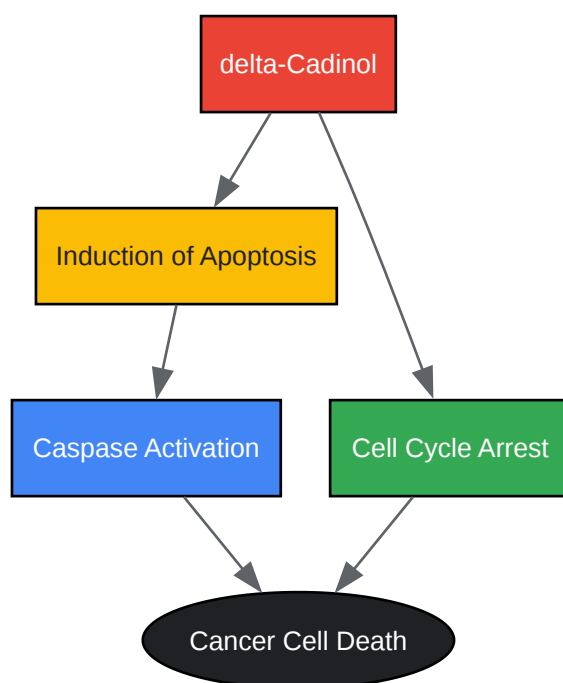 delta-Cadinol
Induction of Apoptosis
Caspase Activation
Cell Cycle Arrest
Cancer Cell Death